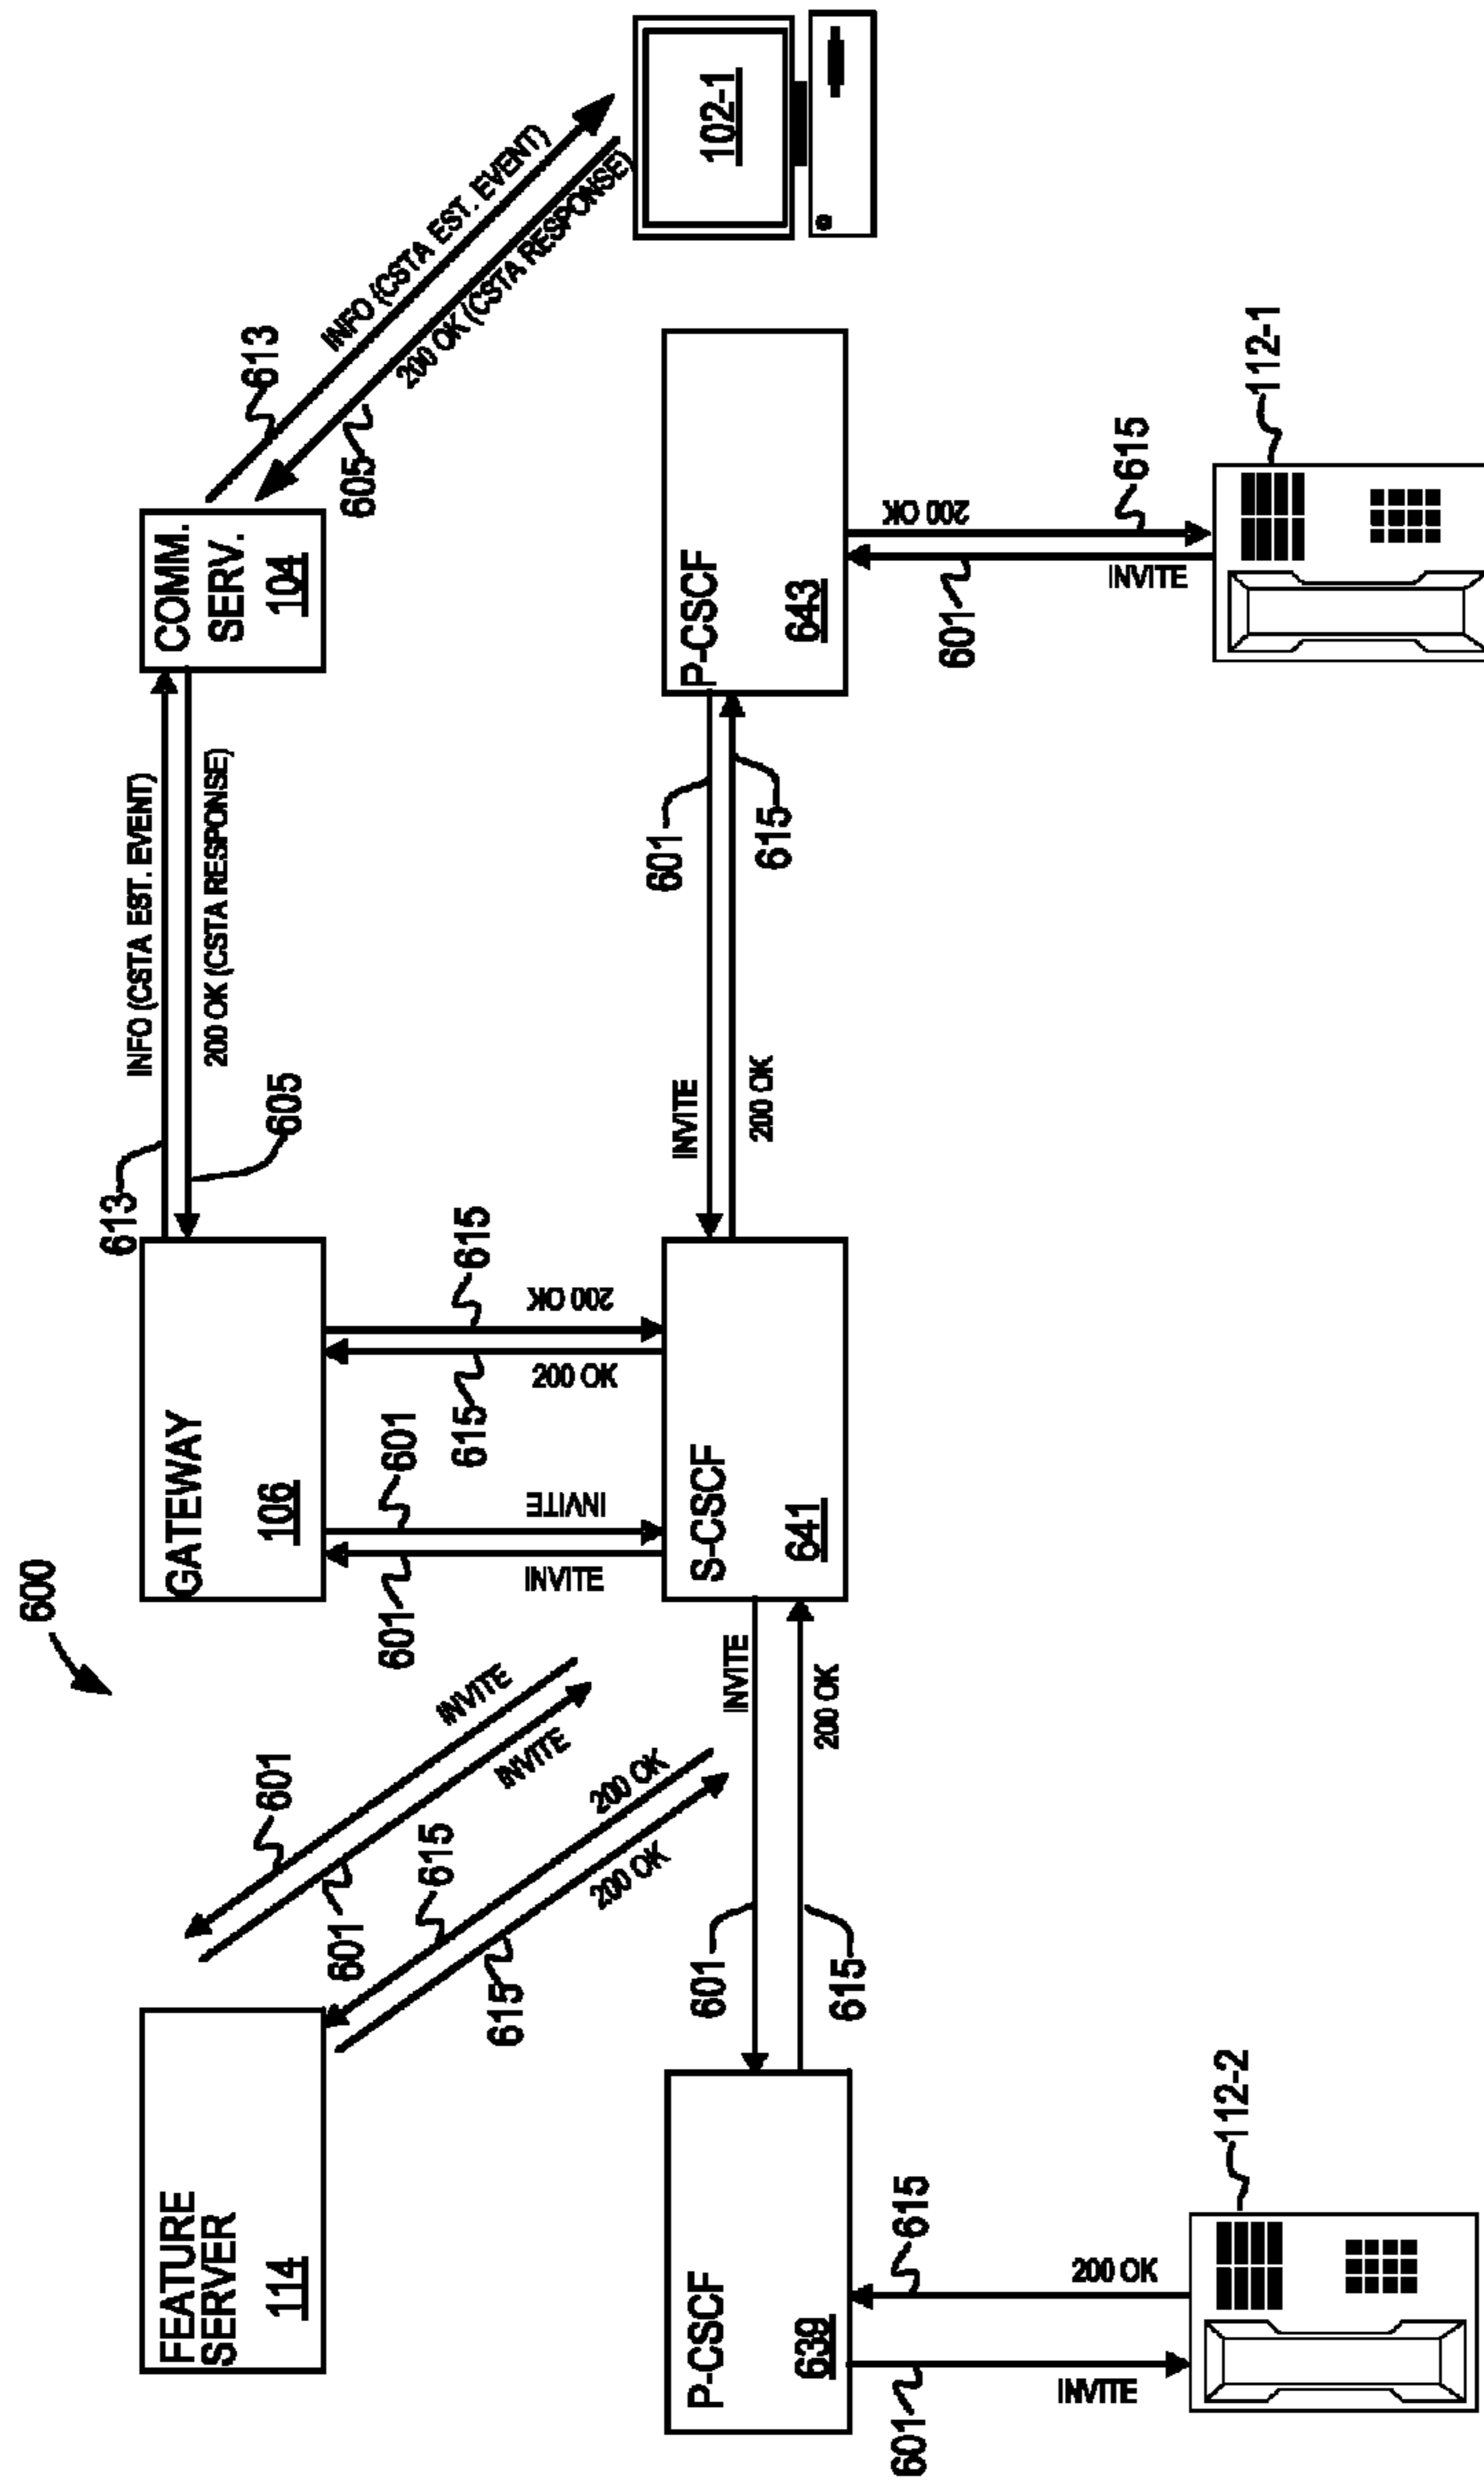 600
FEATURE
SERVER
114
GATEWAY
106
COMM.
SERV.
104
102-1
613
INFO (CSTA EST. EVENT)
200 OK (CSTA RESPONSE)
605
613
INFO (CSTA EST. EVENT)
200 OK (CSTA RESPONSE)
605
601
INVITE
INVITE
601
615
200 OK
200 OK
615
601
INVITE
INVITE
601
615
200 OK
200 OK
615
P-CSCF
639
601
INVITE
200 OK
615
S-CSCF
641
INVITE
601
200 OK
615
P-CSCF
643
601
INVITE
200 OK
615
112-2
601
INVITE
200 OK
615
112-1